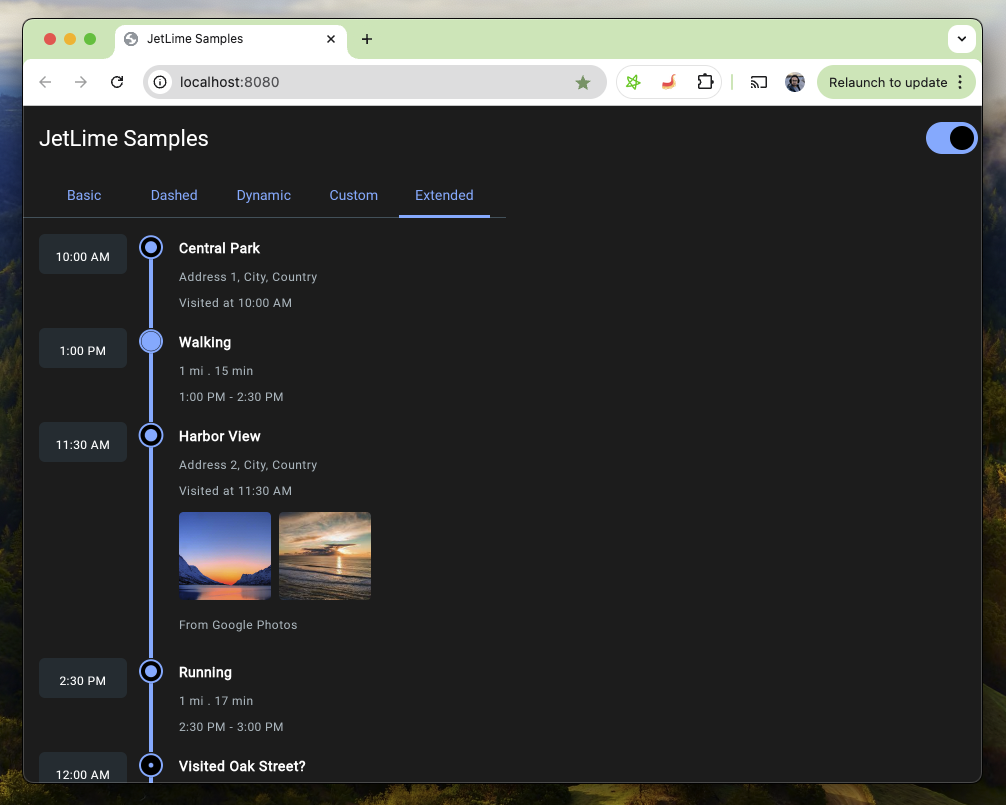 JetLime Samples
localhost:8080
Relaunch to update
JetLime Samples
Basic Dashed Dynamic Custom Extended
10:00 AM
Central Park
Address 1, City, Country
Visited at 10:00 AM
1:00 PM
Walking
1 mi . 15 min
1:00 PM - 2:30 PM
11:30 AM
Harbor View
Address 2, City, Country
Visited at 11:30 AM
From Google Photos
2:30 PM
Running
1 mi . 17 min
2:30 PM - 3:00 PM
12:00 AM
Visited Oak Street?